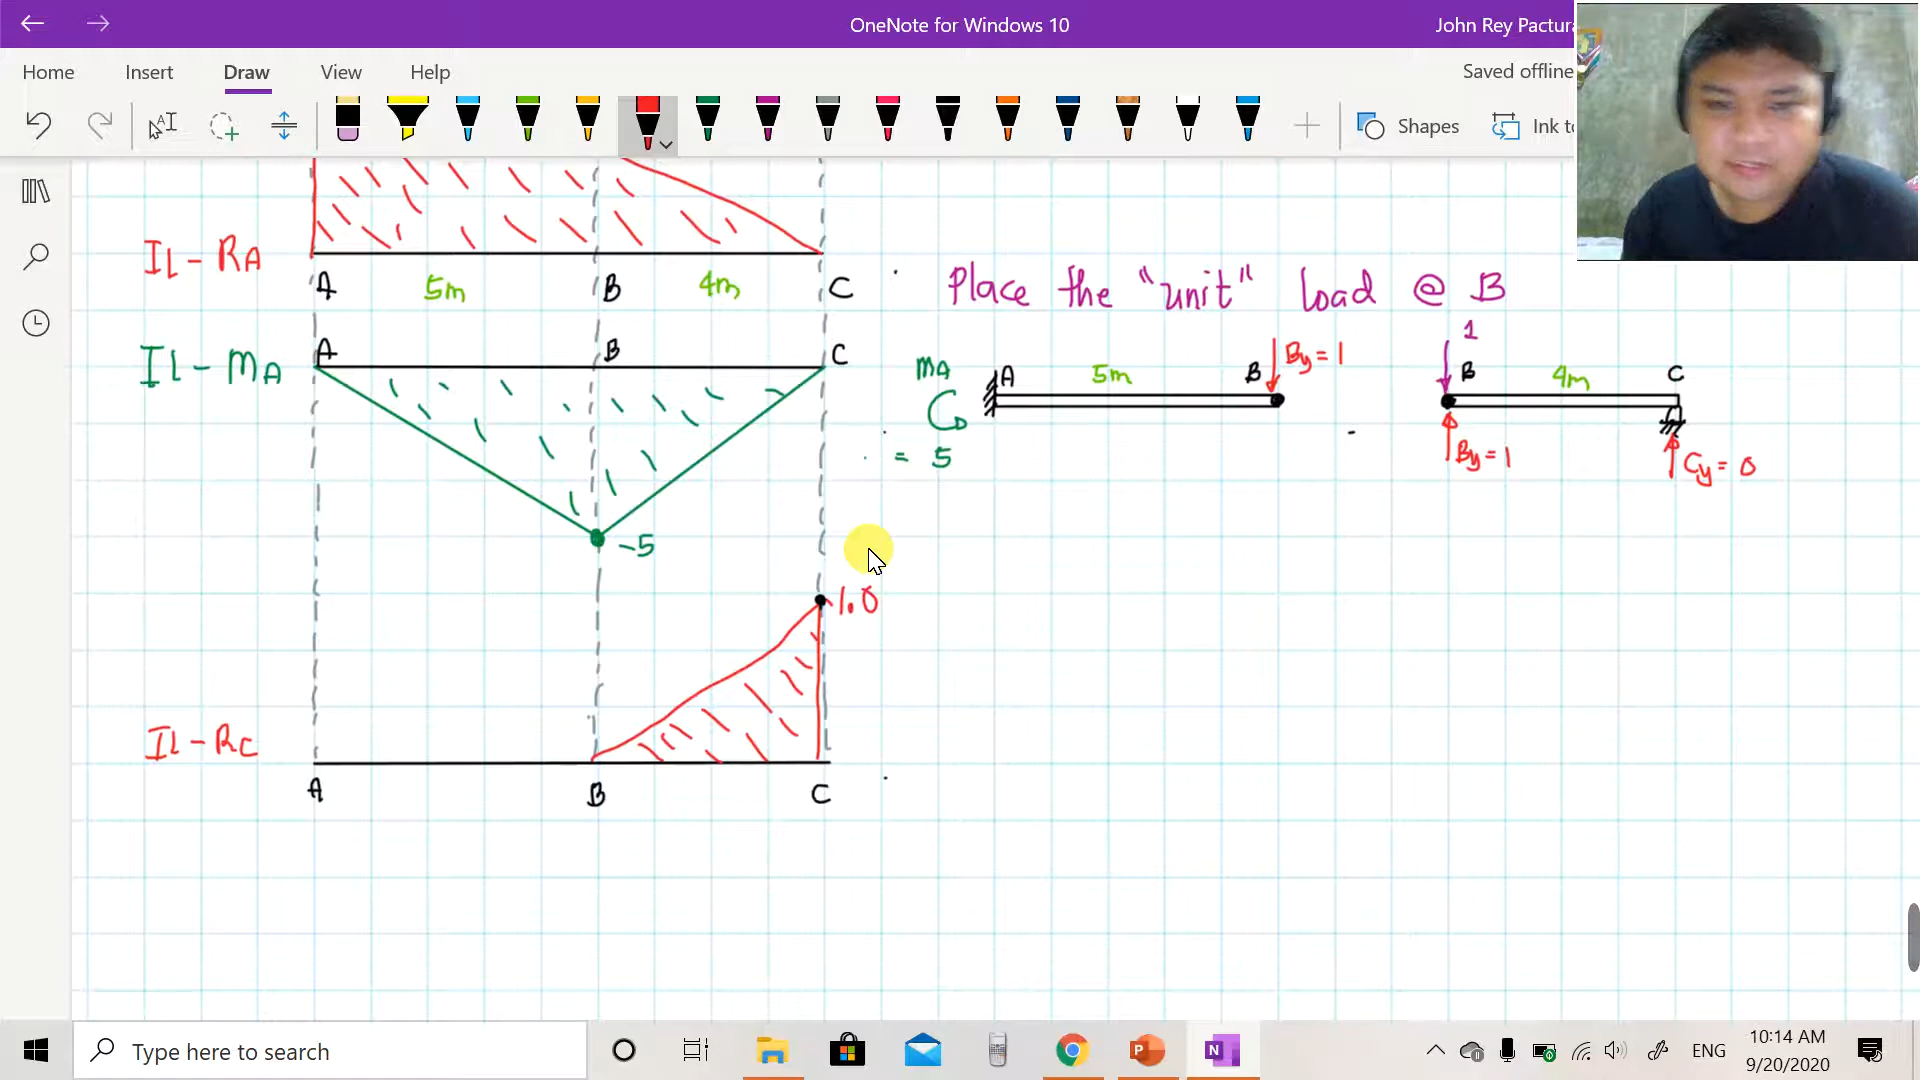 OneNote for Windows 10
John Rey Pactura
Home
Insert
Draw
View
Help
Saved offline
Shapes
Ink to
IL - RA
A
5m
B
4m
C
Place the "unit" load @ B
IL - MA
A
B
C
-5
MA
= 5
A
5m
B
By = 1
1
B
4m
C
By = 1
Cy = 0
1.0
IL - RC
A
B
C
Type here to search
ENG
10:14 AM
9/20/2020